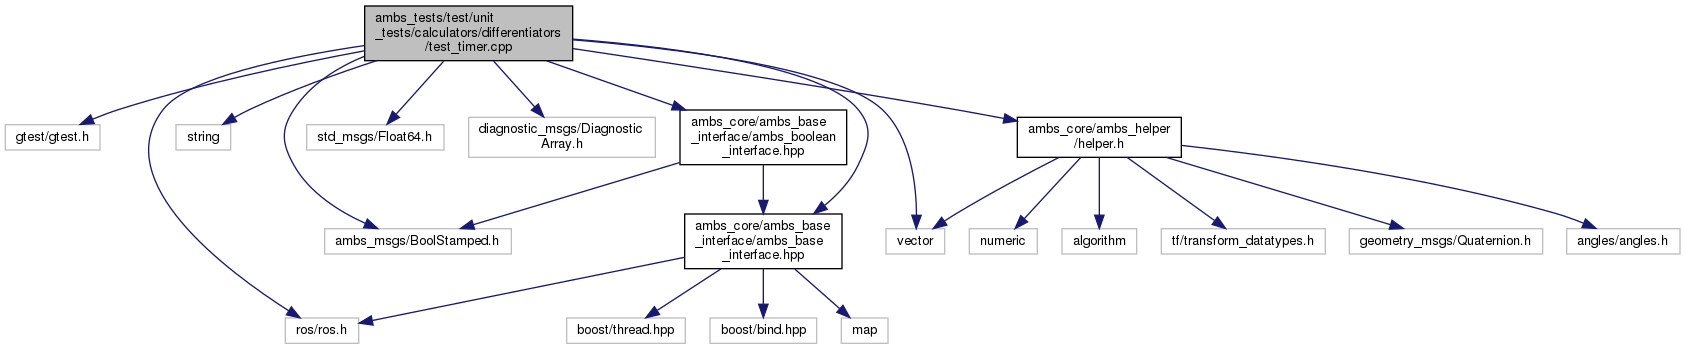 ambs_tests/test/unit
_tests/calculators/differentiators
/test_timer.cpp
gtest/gtest.h
string
std_msgs/Float64.h
diagnostic_msgs/Diagnostic
Array.h
ambs_core/ambs_base
_interface/ambs_boolean
_interface.hpp
ambs_core/ambs_helper
/helper.h
ambs_msgs/BoolStamped.h
ambs_core/ambs_base
_interface/ambs_base
_interface.hpp
vector
numeric
algorithm
tf/transform_datatypes.h
geometry_msgs/Quaternion.h
angles/angles.h
ros/ros.h
boost/thread.hpp
boost/bind.hpp
map